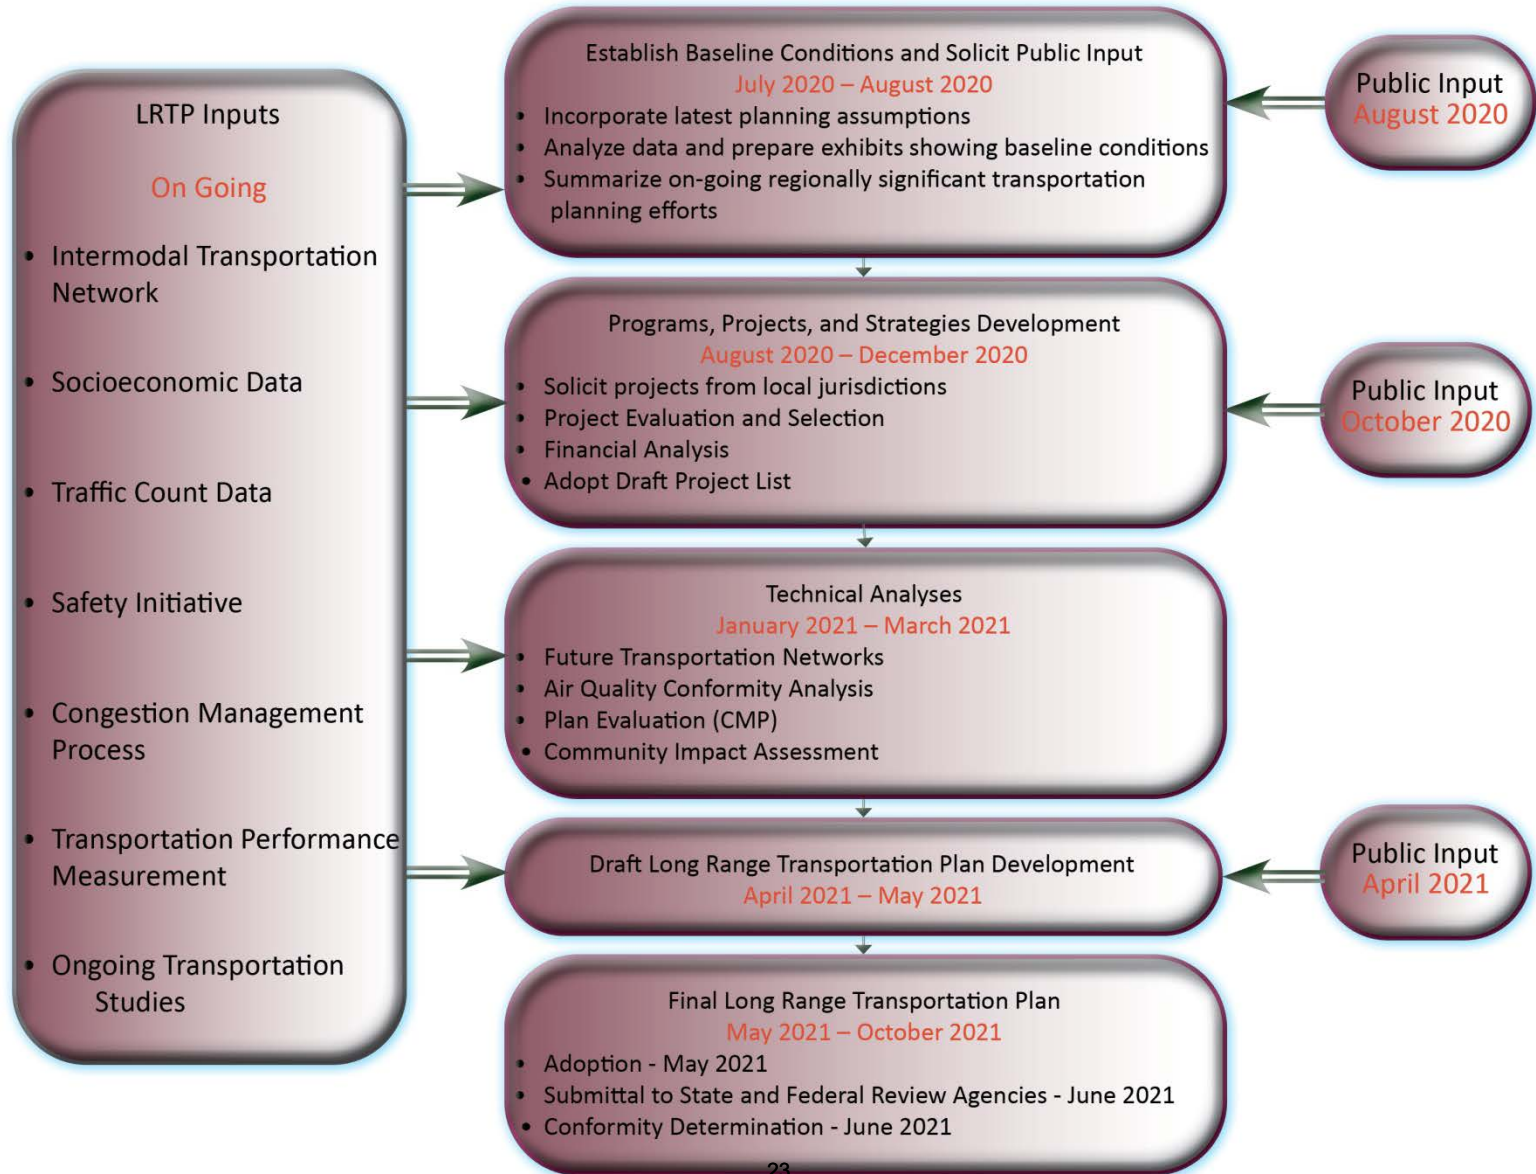 LRTP Inputs
On Going
• Intermodal Transportation
Network
• Socioeconomic Data
• Traffic Count Data
• Safety Initiative
• Congestion Management
Process
• Transportation Performance
Measurement
• Ongoing Transportation
Studies
Establish Baseline Conditions and Solicit Public Input
July 2020 – August 2020
• Incorporate latest planning assumptions
• Analyze data and prepare exhibits showing baseline conditions
• Summarize on-going regionally significant transportation
planning efforts
Public Input
August 2020
Programs, Projects, and Strategies Development
August 2020 – December 2020
• Solicit projects from local jurisdictions
• Project Evaluation and Selection
• Financial Analysis
• Adopt Draft Project List
Public Input
October 2020
Technical Analyses
January 2021 – March 2021
• Future Transportation Networks
• Air Quality Conformity Analysis
• Plan Evaluation (CMP)
• Community Impact Assessment
Draft Long Range Transportation Plan Development
April 2021 – May 2021
Public Input
April 2021
Final Long Range Transportation Plan
May 2021 – October 2021
• Adoption - May 2021
• Submittal to State and Federal Review Agencies - June 2021
• Conformity Determination - June 2021
23